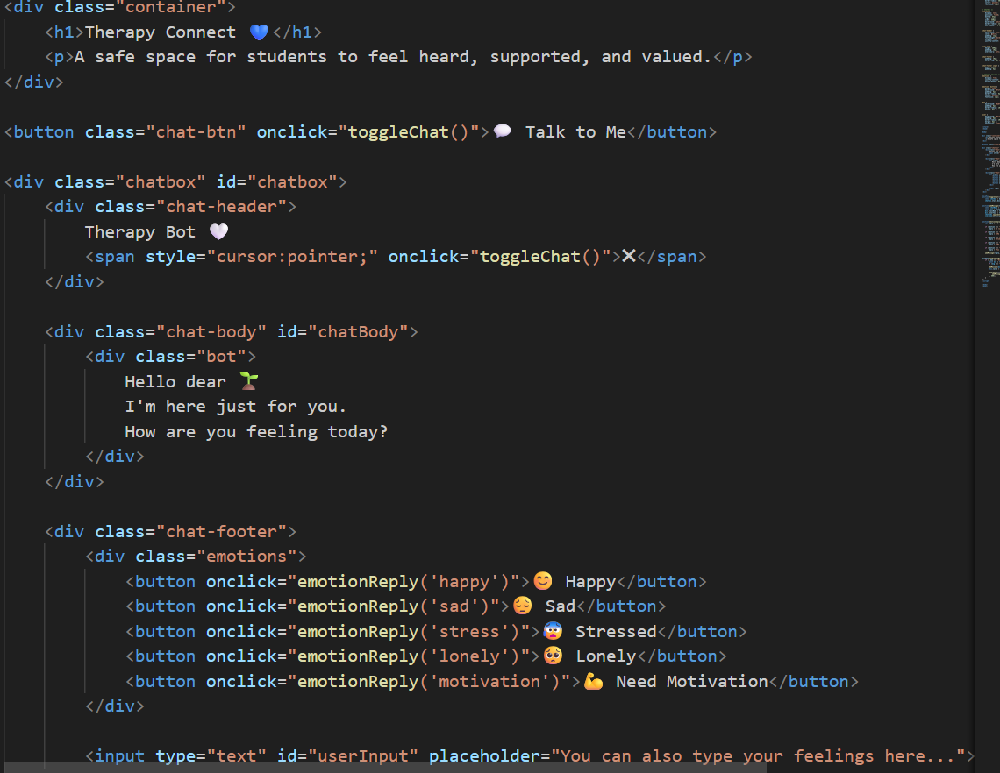 <div class="container">
    <h1>Therapy Connect 💙</h1>
    <p>A safe space for students to feel heard, supported, and valued.</p>
</div>

<button class="chat-btn" onclick="toggleChat()">💬 Talk to Me</button>

<div class="chatbox" id="chatbox">
    <div class="chat-header">
        Therapy Bot 🤍
        <span style="cursor:pointer;" onclick="toggleChat()">✖</span>
    </div>

    <div class="chat-body" id="chatBody">
        <div class="bot">
            Hello dear 🌱
            I'm here just for you.
            How are you feeling today?
        </div>
    </div>

    <div class="chat-footer">
        <div class="emotions">
            <button onclick="emotionReply('happy')">😊 Happy</button>
            <button onclick="emotionReply('sad')">😔 Sad</button>
            <button onclick="emotionReply('stress')">😰 Stressed</button>
            <button onclick="emotionReply('lonely')">🥺 Lonely</button>
            <button onclick="emotionReply('motivation')">💪 Need Motivation</button>
        </div>

        <input type="text" id="userInput" placeholder="You can also type your feelings here...">